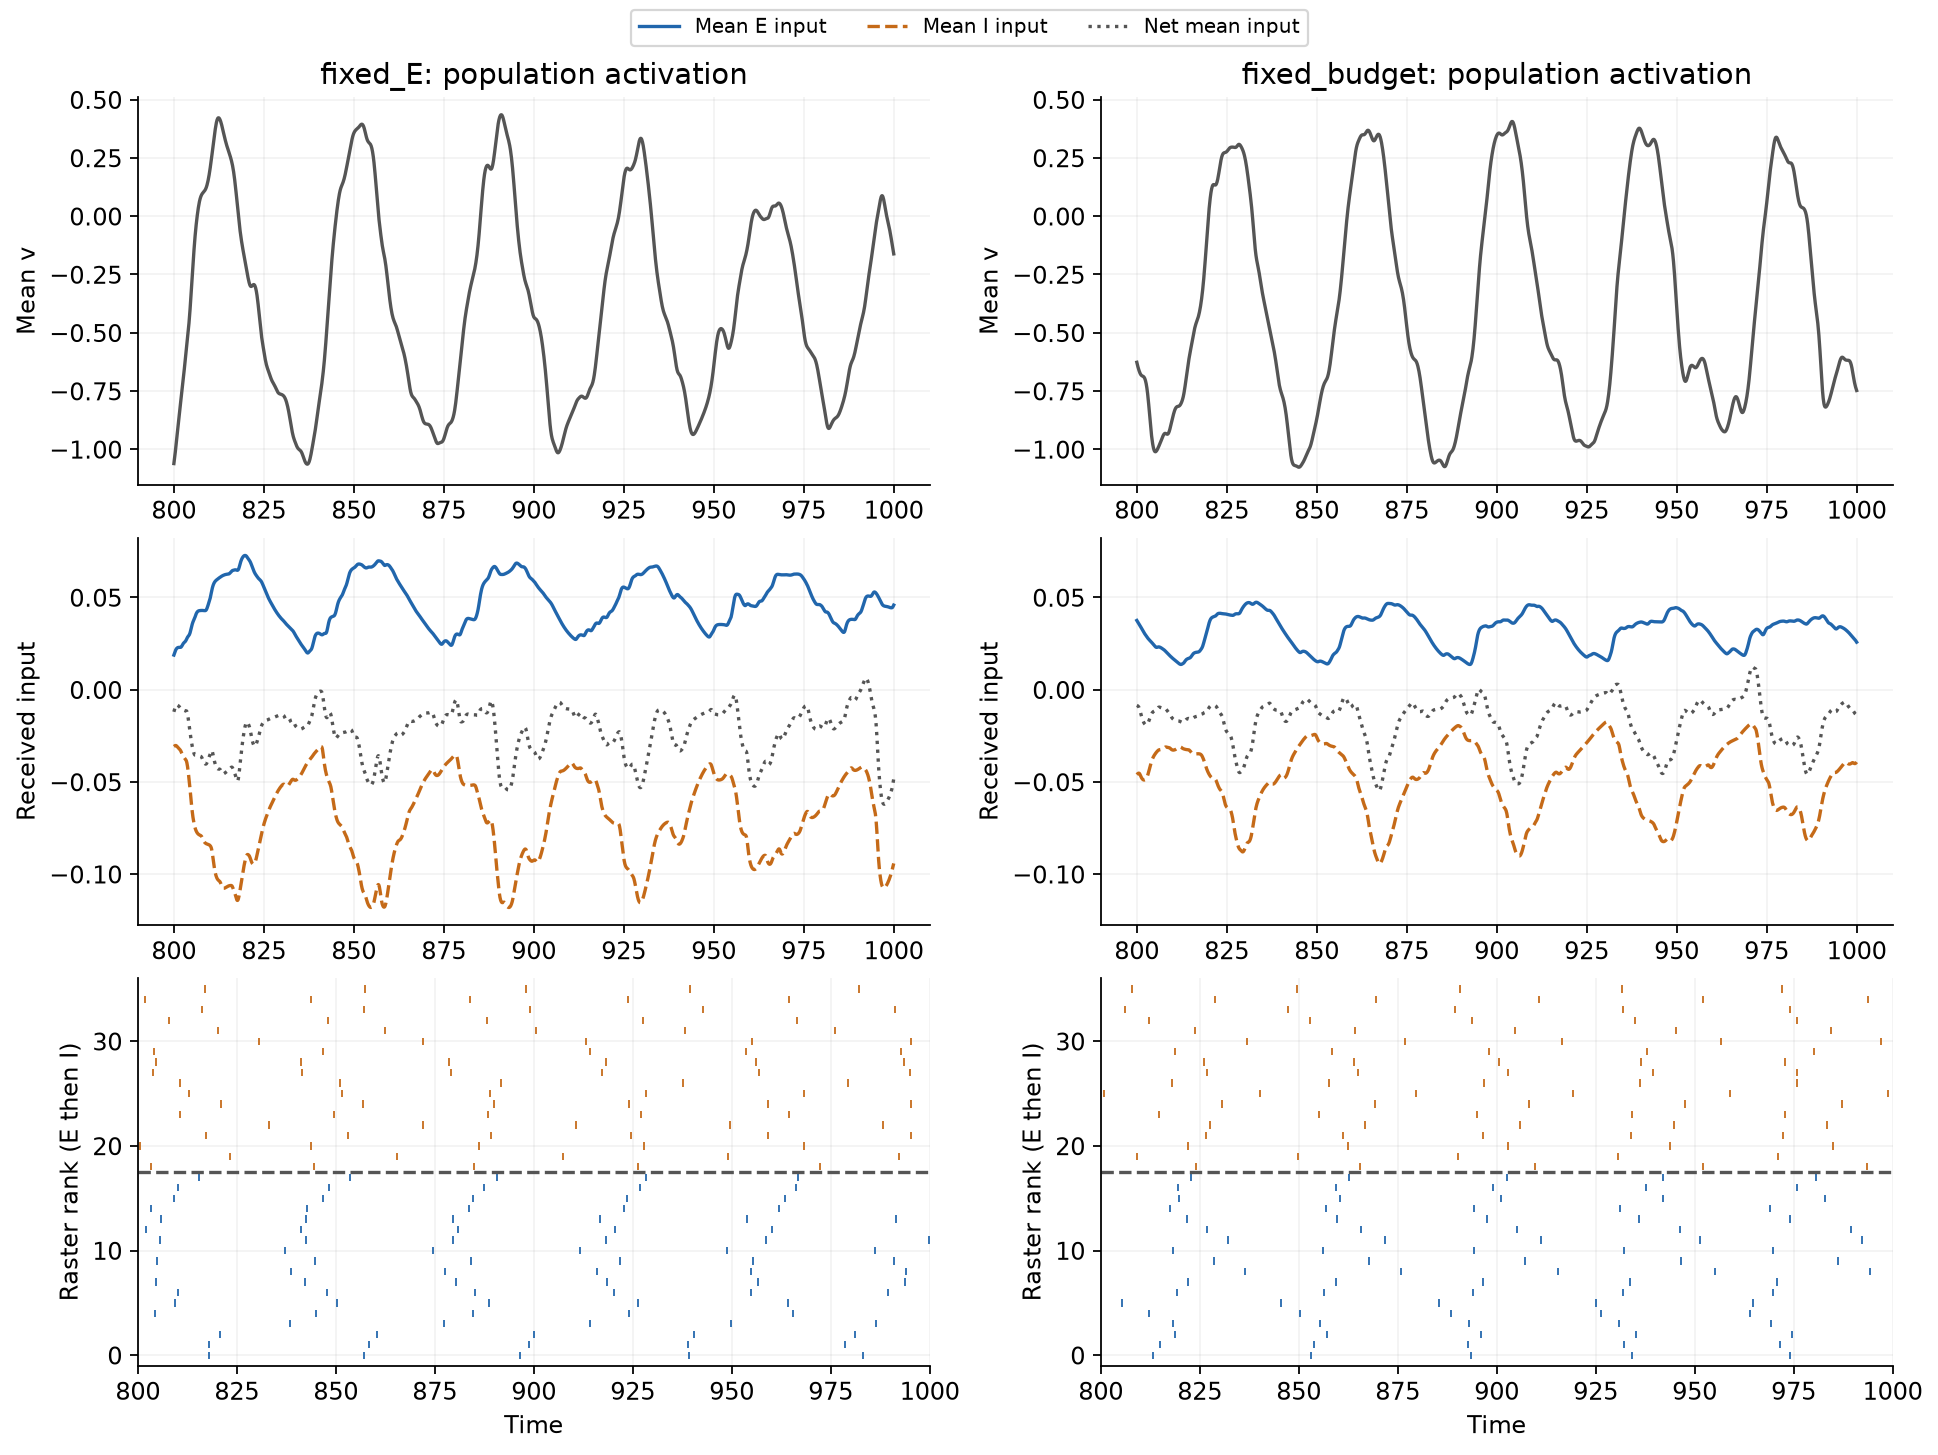 Mean E input Mean I input Net mean input
fixed_E: population activation
0.50
0.25
0.00
−0.25
−0.50
−0.75
−1.00
Mean v
800 825 850 875 900 925 950 975 1000
fixed_budget: population activation
0.50
0.25
0.00
−0.25
−0.50
−0.75
−1.00
Mean v
800 825 850 875 900 925 950 975 1000
0.05
0.00
−0.05
−0.10
Received input
800 825 850 875 900 925 950 975 1000
0.05
0.00
−0.05
−0.10
Received input
800 825 850 875 900 925 950 975 1000
30
20
10
0
Raster rank (E then I)
800 825 850 875 900 925 950 975 1000
Time
30
20
10
0
Raster rank (E then I)
800 825 850 875 900 925 950 975 1000
Time